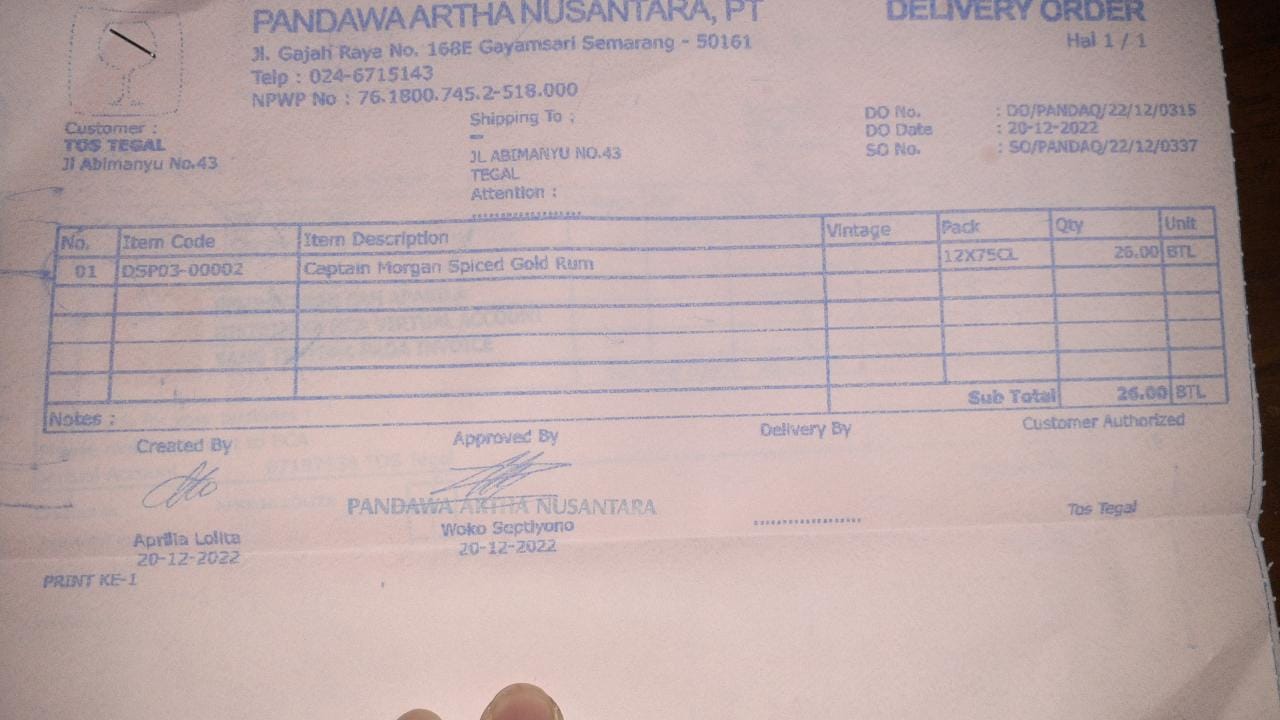 PANDAWA ARTHA NUSANTARA, PT
DELIVERY ORDER
Jl. Gajah Raya No. 168E Gayamsari Semarang - 50161
Hal 1 / 1
Telp : 024-6715143
NPWP No : 76.1800.745.2-518.000
Customer :
TOS TEGAL
Jl Abimanyu No.43
Shipping To :
JL ABIMANYU NO.43
TEGAL
Attention :
DO No. : DO/PANDAQ/22/12/0315
DO Date : 20-12-2022
SO No. : SO/PANDAQ/22/12/0337
No. Item Code Item Description Vintage Pack Qty Unit
01 DSP03-00002 Captain Morgan Spiced Gold Rum 12X75CL 26.00 BTL
Sub Total 26.00 BTL
Notes :
Created By Approved By Delivery By Customer Authorized
PANDAWA ARTHA NUSANTARA
Aprilia Lolita Woko Septiyono Tos Tegal
20-12-2022 20-12-2022
PRINT KE-1